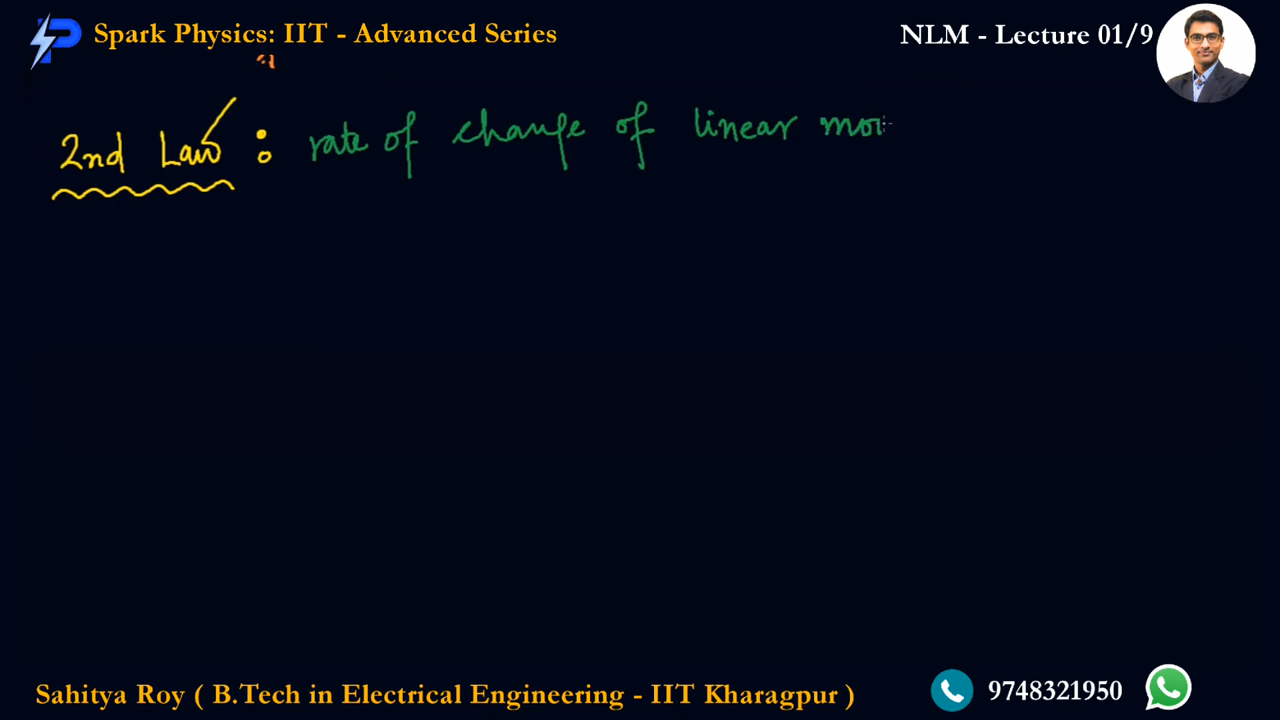 Spark Physics: IIT - Advanced Series
NLM - Lecture 01/9
2nd Law : rate of change of linear
Sahitya Roy ( B.Tech in Electrical Engineering - IIT Kharagpur )
9748321950